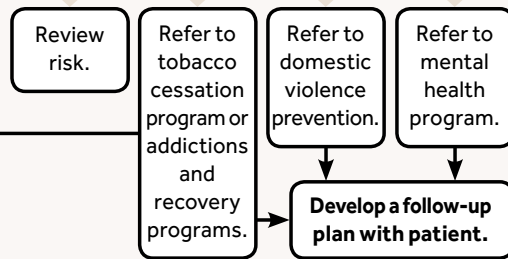 Review
risk.
Refer to
tobacco
cessation
program or
addictions
and
recovery
programs.
Refer to
domestic
violence
prevention.
Refer to
mental
health
program.
Develop a follow-up
plan with patient.